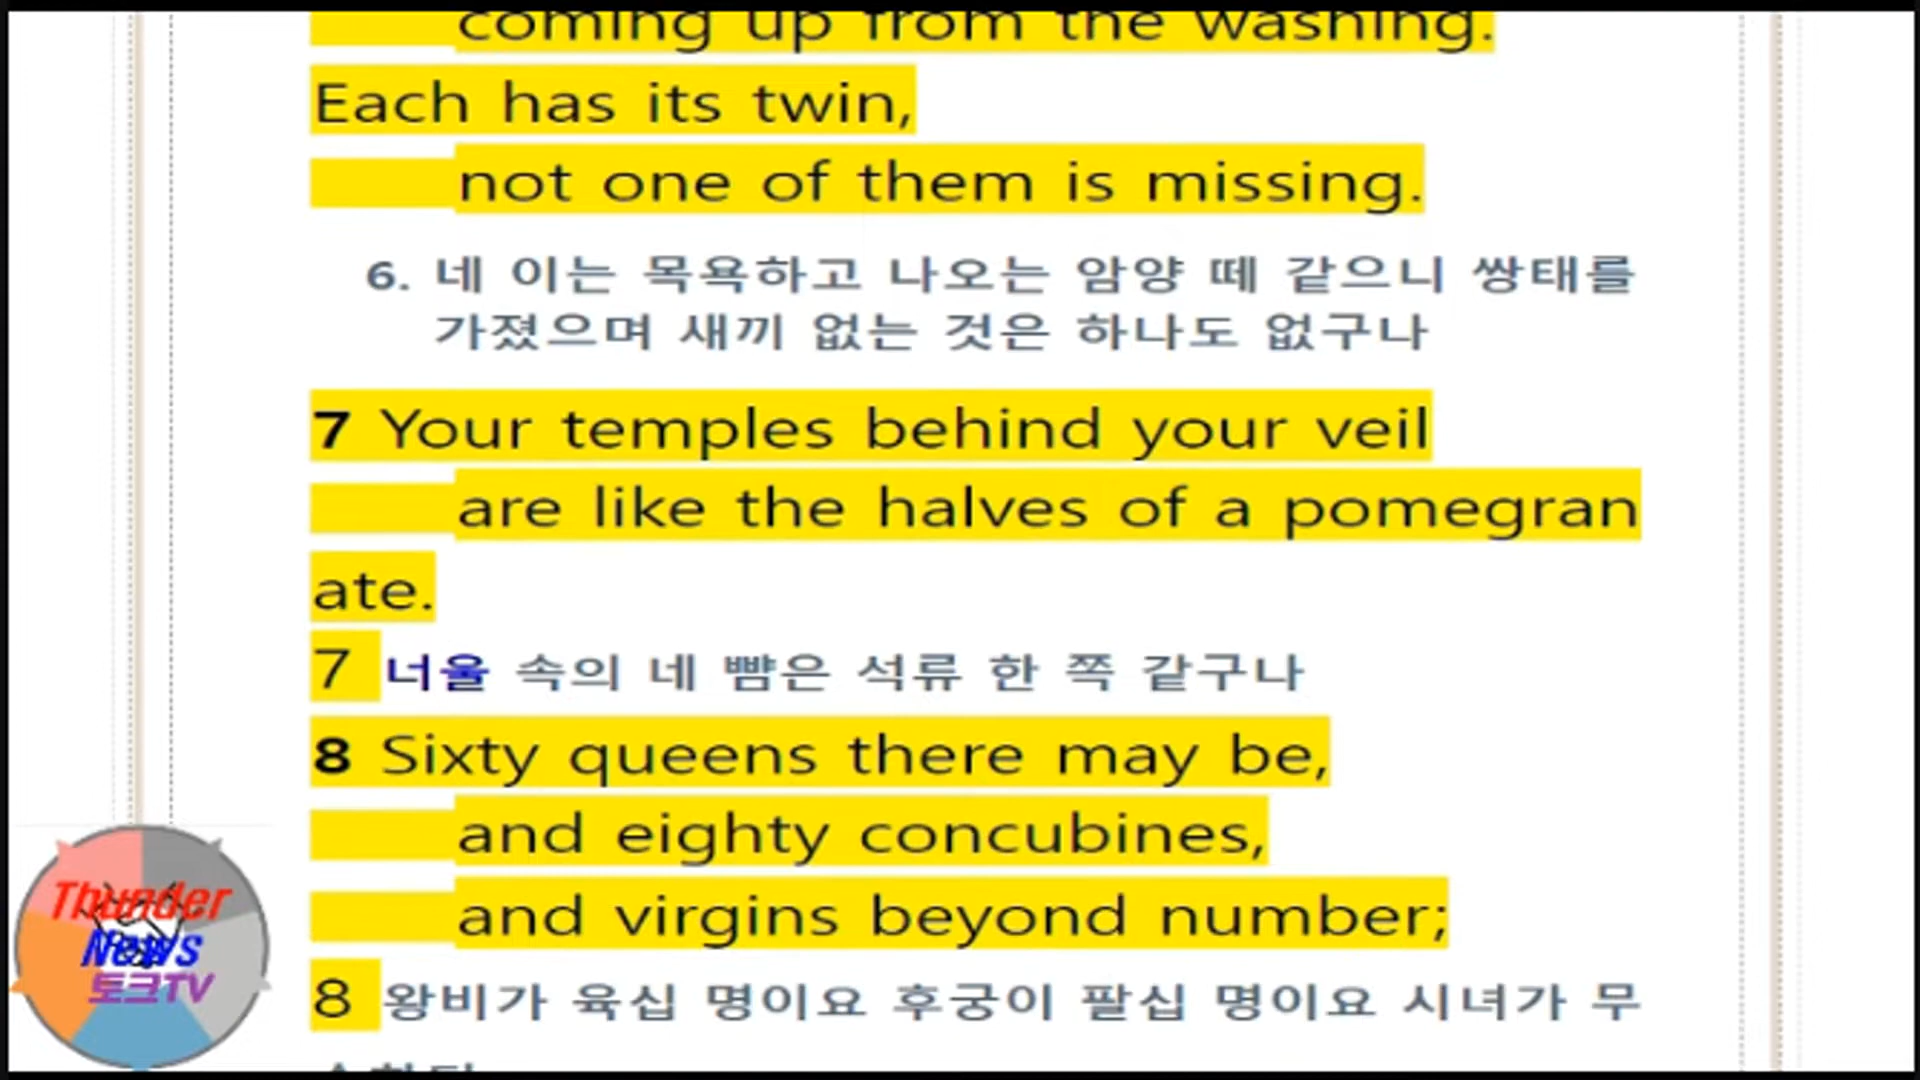 coming up from the washing.
Each has its twin,
not one of them is missing.
6. 네 이는 목욕하고 나오는 암양 떼 같으니 쌍태를
가졌으며 새끼 없는 것은 하나도 없구나
7 Your temples behind your veil
are like the halves of a pomegran
ate.
7 너울 속의 네 뺨은 석류 한 쪽 같구나
8 Sixty queens there may be,
and eighty concubines,
and virgins beyond number;
8 왕비가 육십 명이요 후궁이 팔십 명이요 시녀가 무
Thunder
News
토크TV